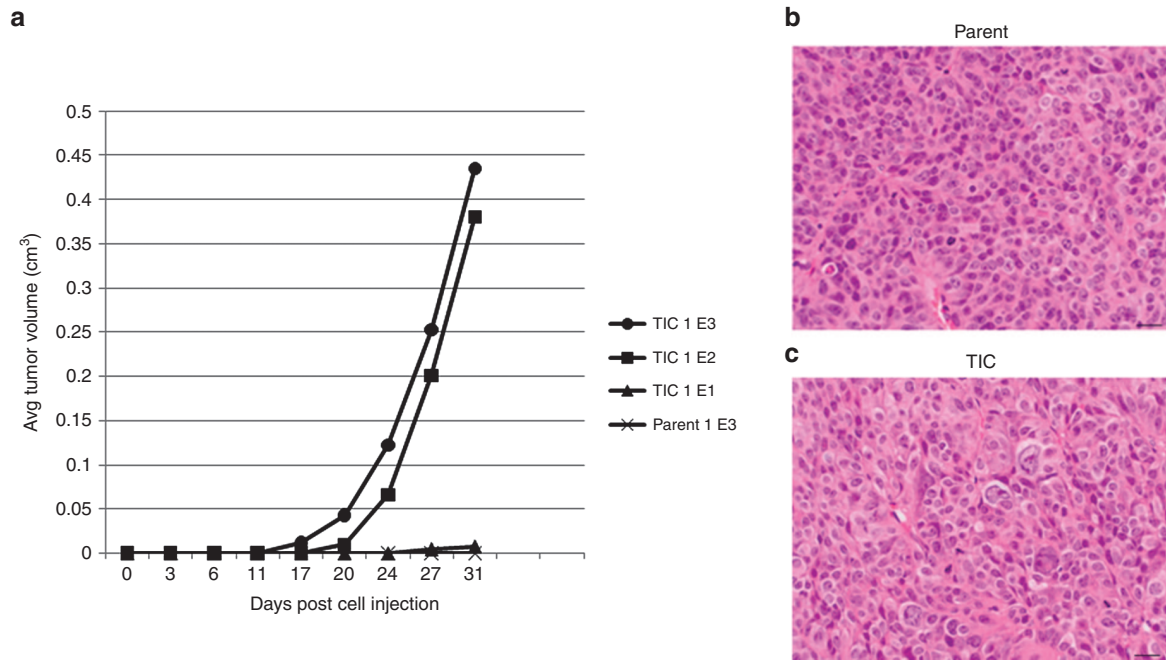 a
0.5
0.45
0.4
0.35
0.3
0.25
0.2
0.15
0.1
0.05
0
Avg tumor volume (cm³)
0 3 6 11 17 20 24 27 31
Days post cell injection
TIC 1 E3
TIC 1 E2
TIC 1 E1
Parent 1 E3
b
Parent
c
TIC